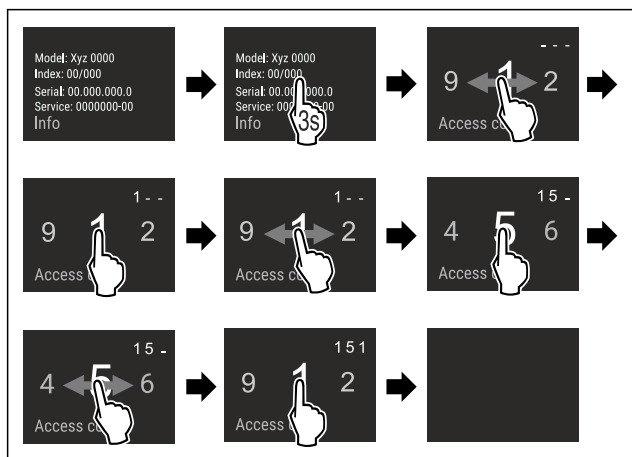 Model: Xyz 0000
Index: 00/000
Serial: 00.000.000.0
Service: 0000000-00
Info
Model: Xyz 0000
Index: 00/000
Serial:
Service:
Info
3s
- - -
9 1 2
Access
1 - -
9 1 2
Access
1 - -
9 1 2
Access
1 5 -
4 5 6
Access
1 5 -
4 5 6
Access
1 5 1
9 1 2
Access